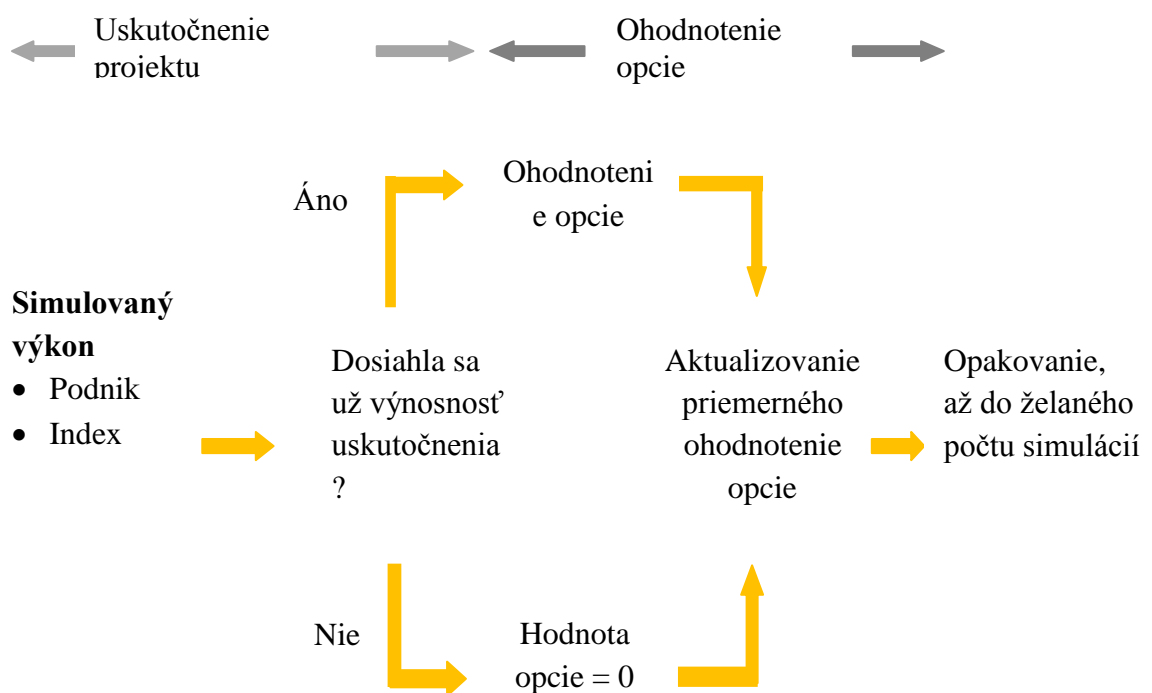 Uskutočnenie
projektu
Ohodnotenie
opcie
Áno
Ohodnoteni
e opcie
Simulovaný
výkon
• Podnik
• Index
Dosiahla sa
už výnosnosť
uskutočnenia
?
Aktualizovanie
priemerného
ohodnotenie
opcie
Opakovanie,
až do želaného
počtu simulácií
Nie
Hodnota
opcie = 0